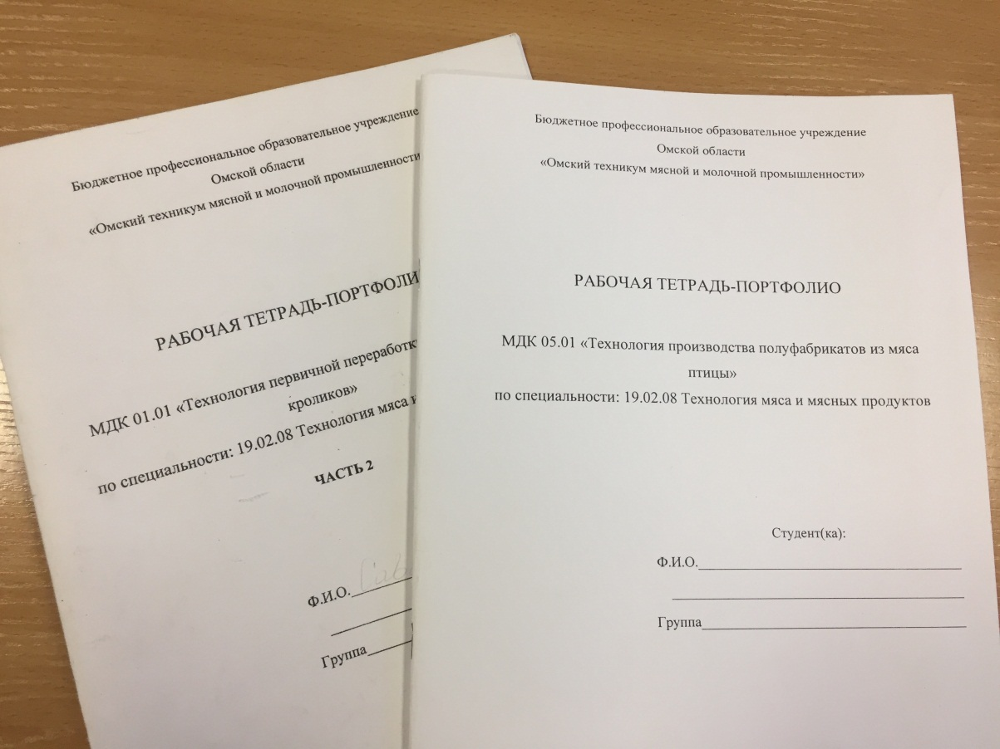 Бюджетное профессиональное образовательное учреждение
Омской области
«Омский техникум мясной и молочной промышленности
РАБОЧАЯ ТЕТРАДЬ-ПОРТФОЛИ
МДК 01.01 «Технология первичной переработк
кроликов»
по специальности: 19.02.08 Технология мяса и
ЧАСТЬ 2
Ф.И.О.
Группа
Бюджетное профессиональное образовательное учреждение
Омской области
«Омский техникум мясной и молочной промышленности»
РАБОЧАЯ ТЕТРАДЬ-ПОРТФОЛИО
МДК 05.01 «Технология производства полуфабрикатов из мяса
птицы»
по специальности: 19.02.08 Технология мяса и мясных продуктов
Студент(ка):
Ф.И.О.
Группа